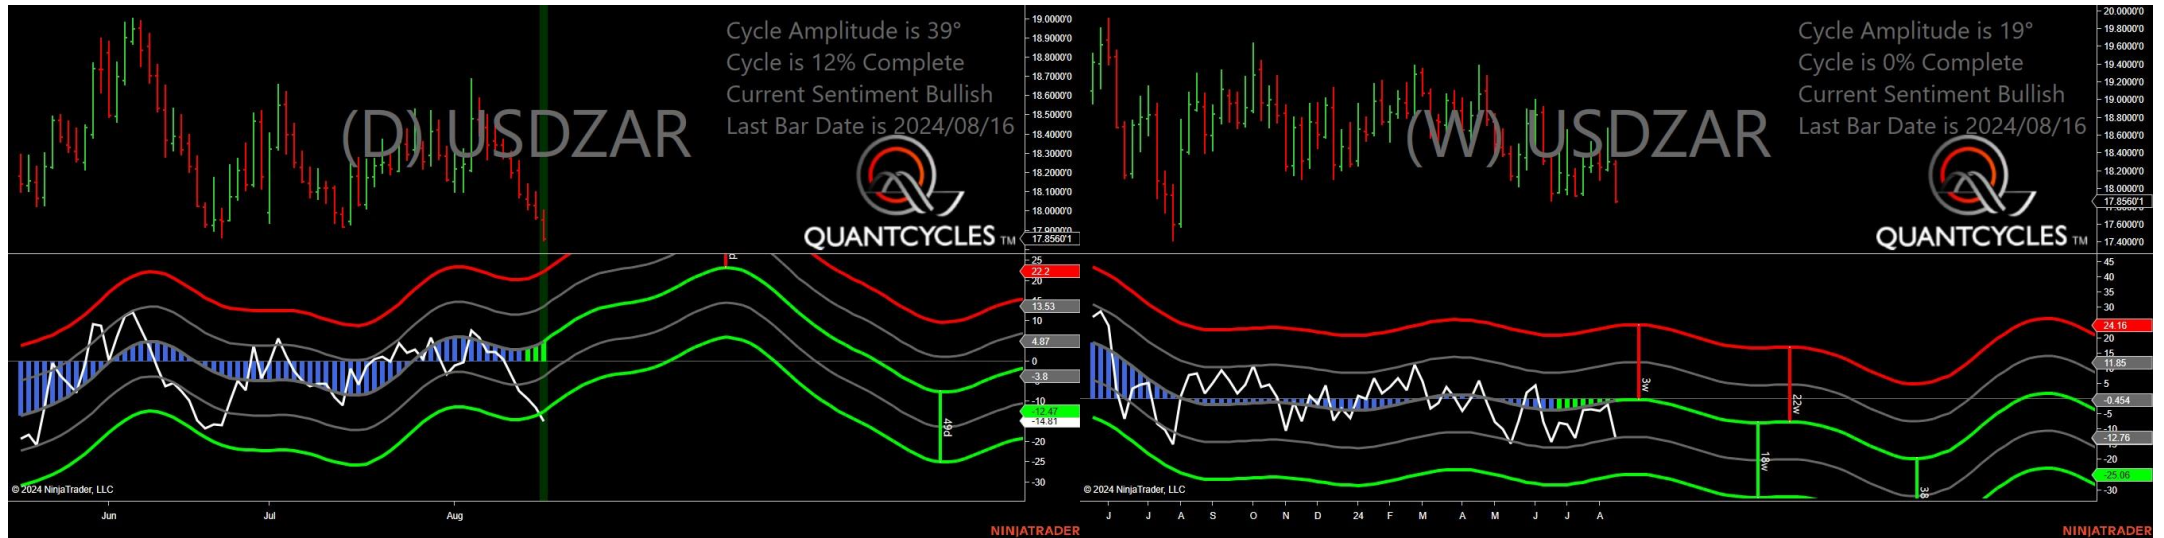 Cycle Amplitude is 39°
Cycle is 12% Complete
Current Sentiment Bullish
Last Bar Date is 2024/08/16
(D) USDZAR
QUANTCYCLES TM
19.0000'0
18.9000'0
18.8000'0
18.7000'0
18.6000'0
18.5000'0
18.4000'0
18.3000'0
18.2000'0
18.1000'0
18.0000'0
17.9000'0
17.8560'1
25
22.2
20
13.53
10
4.87
0
-3.8
-10
-12.47
-14.81
-20
-25
-30
49d
© 2024 NinjaTrader, LLC
Jun
Jul
Aug
NINJATRADER
Cycle Amplitude is 19°
Cycle is 0% Complete
Current Sentiment Bullish
Last Bar Date is 2024/08/16
(W) USDZAR
QUANTCYCLES TM
20.0000'0
19.8000'0
19.6000'0
19.4000'0
19.2000'0
19.0000'0
18.8000'0
18.6000'0
18.4000'0
18.2000'0
18.0000'0
17.8560'1
17.6000'0
17.4000'0
45
40
35
30
24.16
20
15
11.85
5
-0.454
-5
-10
-12.76
-20
-25.06
-30
3w
22w
18w
38
© 2024 NinjaTrader, LLC
J
J
A
S
O
N
D
24
F
M
A
M
J
J
A
NINJATRADER